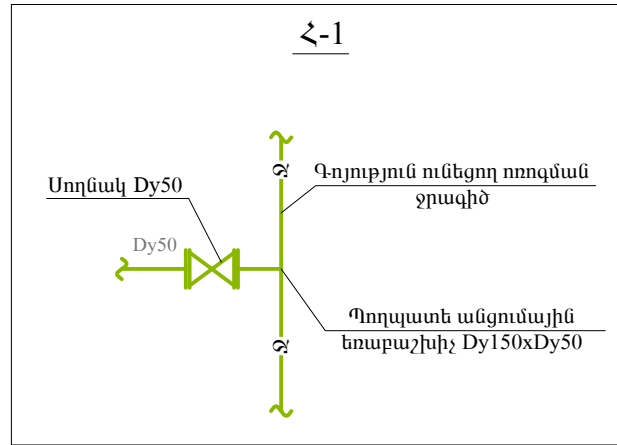 Հ-1
Ջ
Սողնակ Dy50
Գոյություն ունեցող ոռոգման
ջրագիծ
Dy50
Պողպատե անցումային
եռաբաշխիչ Dy150xDy50
Ջ